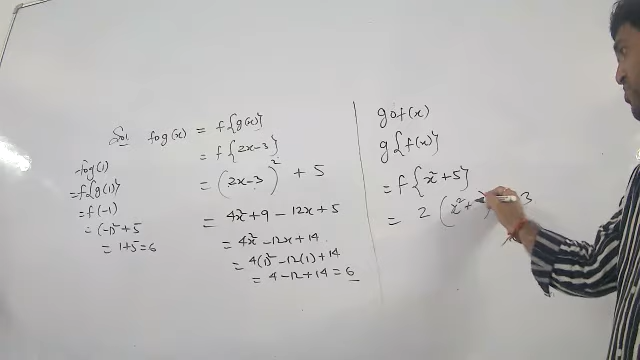 Sol fog(x) = f{g(x)}
= f{2x-3}
= (2x-3)² + 5
= 4x²+9 - 12x+5
= 4x²-12x+14
= 4(1)²-12(1)+14
= 4-12+14 = 6
fog(1)
= f{g(1)}
= f(-1)
= (-1)²+5
= 1+5=6
gof(x)
g{f(x)}
= f{x²+5}
= 2(x²+ ) 3